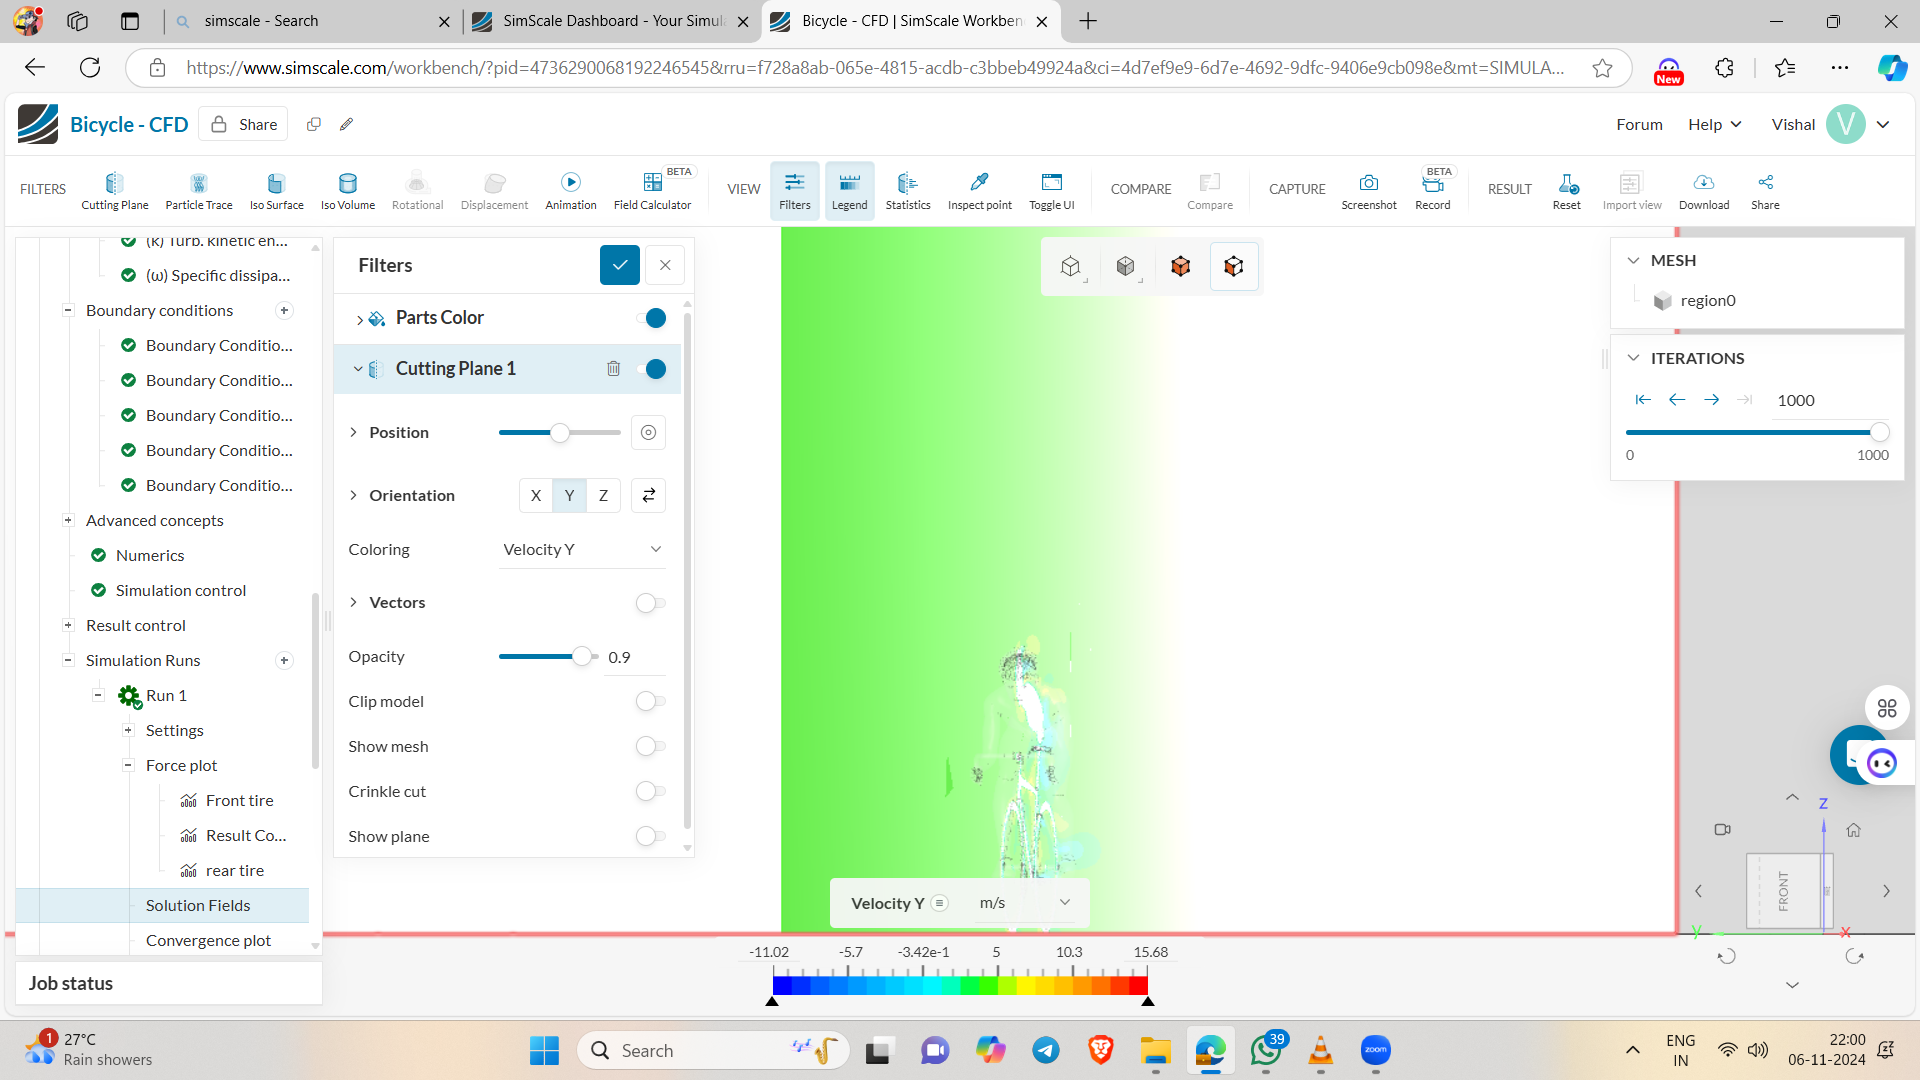 simscale - Search
SimScale Dashboard - Your Simula
Bicycle - CFD | SimScale Workben
https://www.simscale.com/workbench/?pid=4736290068192246545&rru=f728a8ab-065e-4815-acdb-c3bbeb49924a&ci=4d7ef9e9-6d7e-4692-9dfc-9406e9cb098e&mt=SIMULA...
New
Bicycle - CFD
Share
Forum
Help
Vishal
V
FILTERS
Cutting Plane
Particle Trace
Iso Surface
Iso Volume
Rotational
Displacement
Animation
BETA
Field Calculator
VIEW
Filters
Legend
Statistics
Inspect point
Toggle UI
COMPARE
Compare
CAPTURE
Screenshot
BETA
Record
RESULT
Reset
Import view
Download
Share
(k) Turb. kinetic en...
(ω) Specific dissipa...
Boundary conditions
Boundary Conditio...
Boundary Conditio...
Boundary Conditio...
Boundary Conditio...
Boundary Conditio...
Advanced concepts
Numerics
Simulation control
Result control
Simulation Runs
Run 1
Settings
Force plot
Front tire
Result Co...
rear tire
Solution Fields
Convergence plot
Job status
Filters
Parts Color
Cutting Plane 1
Position
Orientation
X Y Z
Coloring
Velocity Y
Vectors
Opacity
0.9
Clip model
Show mesh
Crinkle cut
Show plane
MESH
region0
ITERATIONS
1000
0
1000
Z
FRONT
Y
X
Velocity Y
m/s
-11.02 -5.7 -3.42e-1 5 10.3 15.68
1
27°C
Rain showers
Search
39
zoom
ENG
IN
22:00
06-11-2024